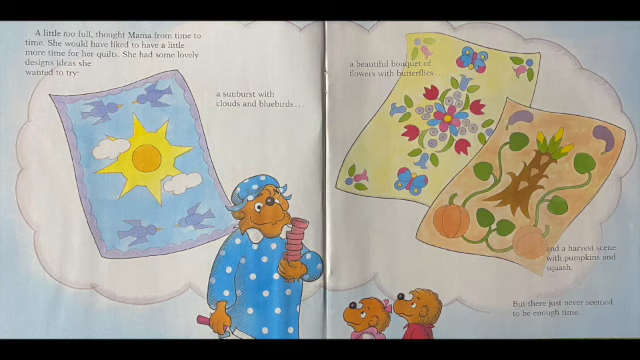 A little too full, thought Mama from time to
time. She would have liked to have a little
more time for her quilts. She had some lovely
designs ideas she
wanted to try:
a sunburst with
clouds and bluebirds...
a beautiful bouquet of
flowers with butterflies...
and a harvest scene
with pumpkins and
squash.
But there just never seemed
to be enough time.